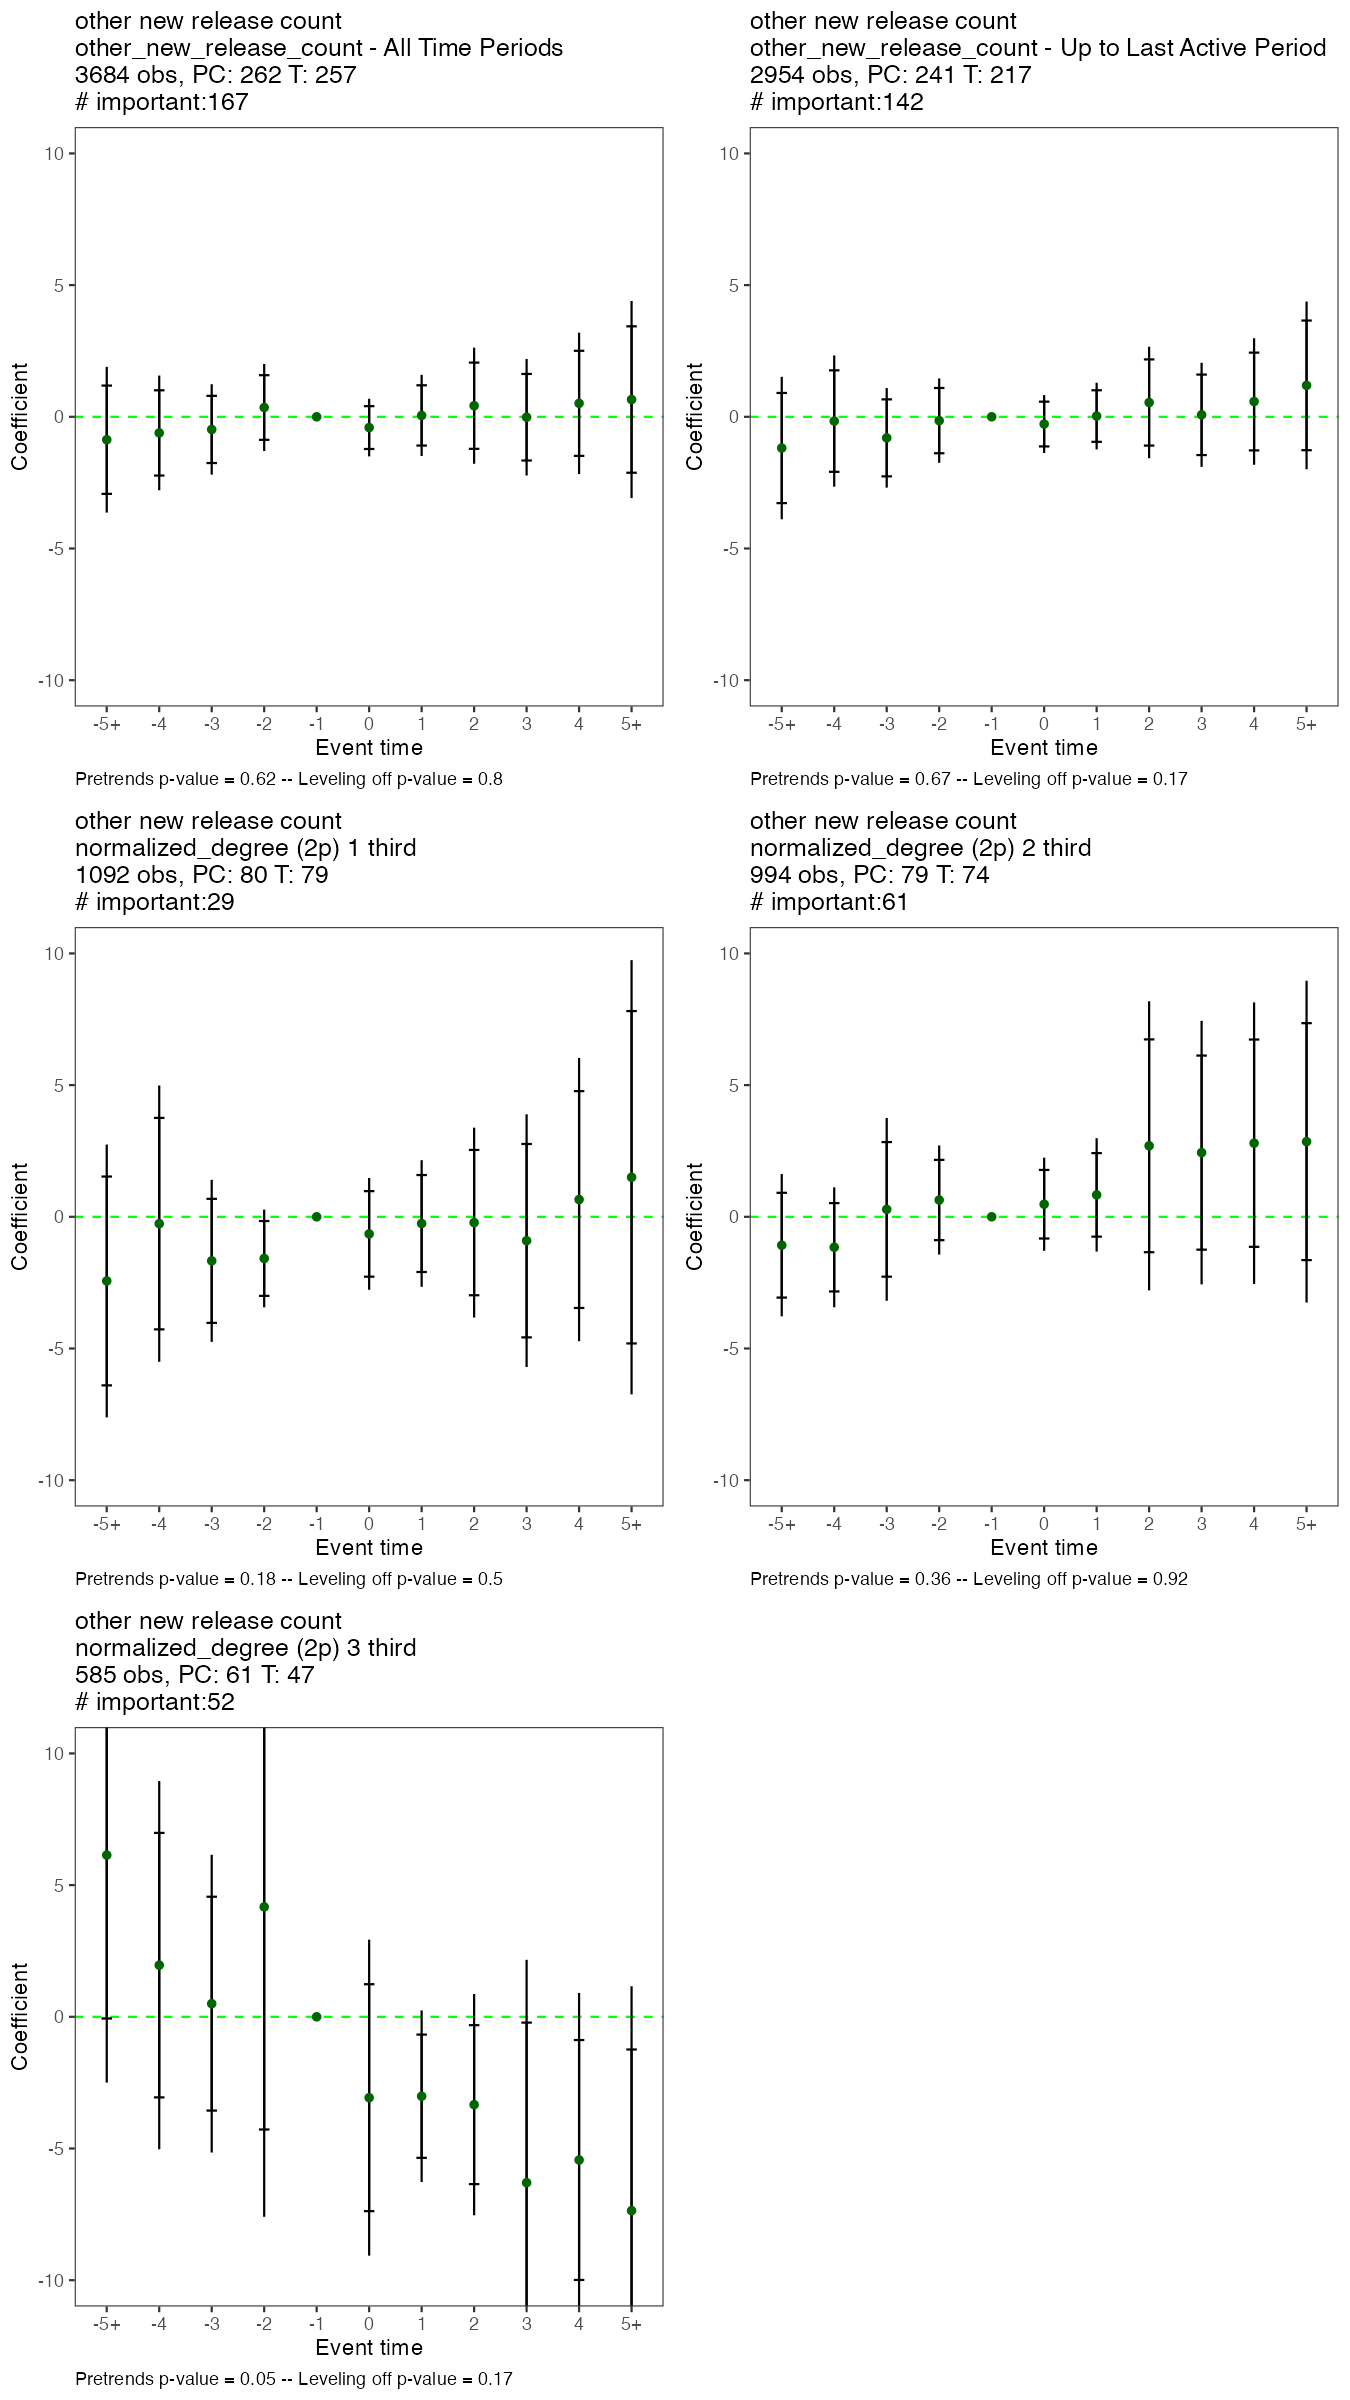 other new release count
other_new_release_count - All Time Periods
3684 obs, PC: 262 T: 257
# important:167
10
5
0
-5
-10
Coefficient
-5+ -4 -3 -2 -1 0 1 2 3 4 5+
Event time
Pretrends p-value = 0.62 -- Leveling off p-value = 0.8
other new release count
other_new_release_count - Up to Last Active Period
2954 obs, PC: 241 T: 217
# important:142
10
5
0
-5
-10
Coefficient
-5+ -4 -3 -2 -1 0 1 2 3 4 5+
Event time
Pretrends p-value = 0.67 -- Leveling off p-value = 0.17
other new release count
normalized_degree (2p) 1 third
1092 obs, PC: 80 T: 79
# important:29
10
5
0
-5
-10
Coefficient
-5+ -4 -3 -2 -1 0 1 2 3 4 5+
Event time
Pretrends p-value = 0.18 -- Leveling off p-value = 0.5
other new release count
normalized_degree (2p) 2 third
994 obs, PC: 79 T: 74
# important:61
10
5
0
-5
-10
Coefficient
-5+ -4 -3 -2 -1 0 1 2 3 4 5+
Event time
Pretrends p-value = 0.36 -- Leveling off p-value = 0.92
other new release count
normalized_degree (2p) 3 third
585 obs, PC: 61 T: 47
# important:52
10
5
0
-5
-10
Coefficient
-5+ -4 -3 -2 -1 0 1 2 3 4 5+
Event time
Pretrends p-value = 0.05 -- Leveling off p-value = 0.17